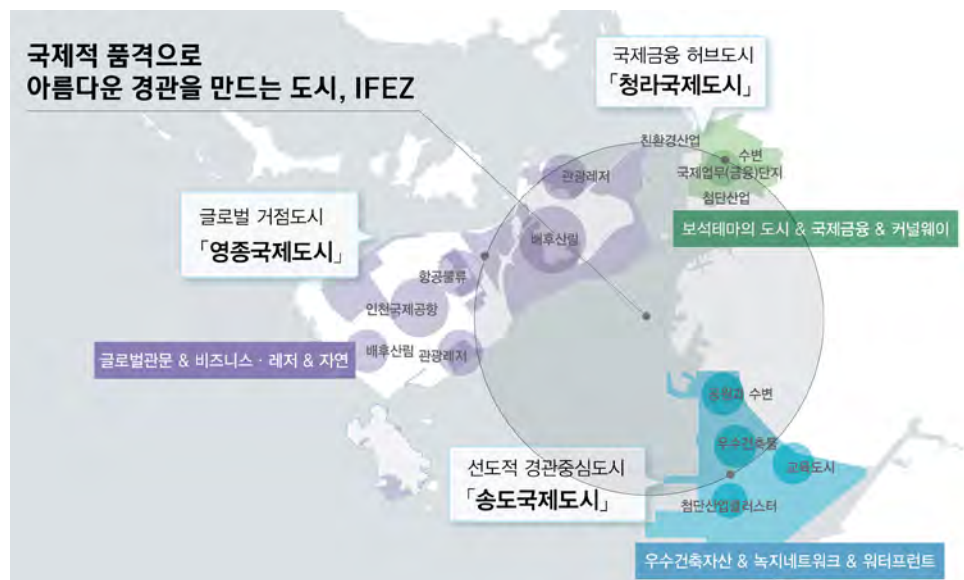 국제적 품격으로
아름다운 경관을 만드는 도시, IFEZ
국제금융 허브도시
「청라국제도시」
친환경산업
수변
국제업무(금융)단지
첨단산업
보석테마의 도시 & 국제금융 & 커널웨이
관광레저
배후산림
글로벌 거점도시
「영종국제도시」
항공물류
인천국제공항
배후산림
관광레저
글로벌관문 & 비즈니스 · 레저 & 자연
공원과 수변
우수건축물
교육도시
첨단산업클러스터
선도적 경관중심도시
「송도국제도시」
우수건축자산 & 녹지네트워크 & 워터프런트